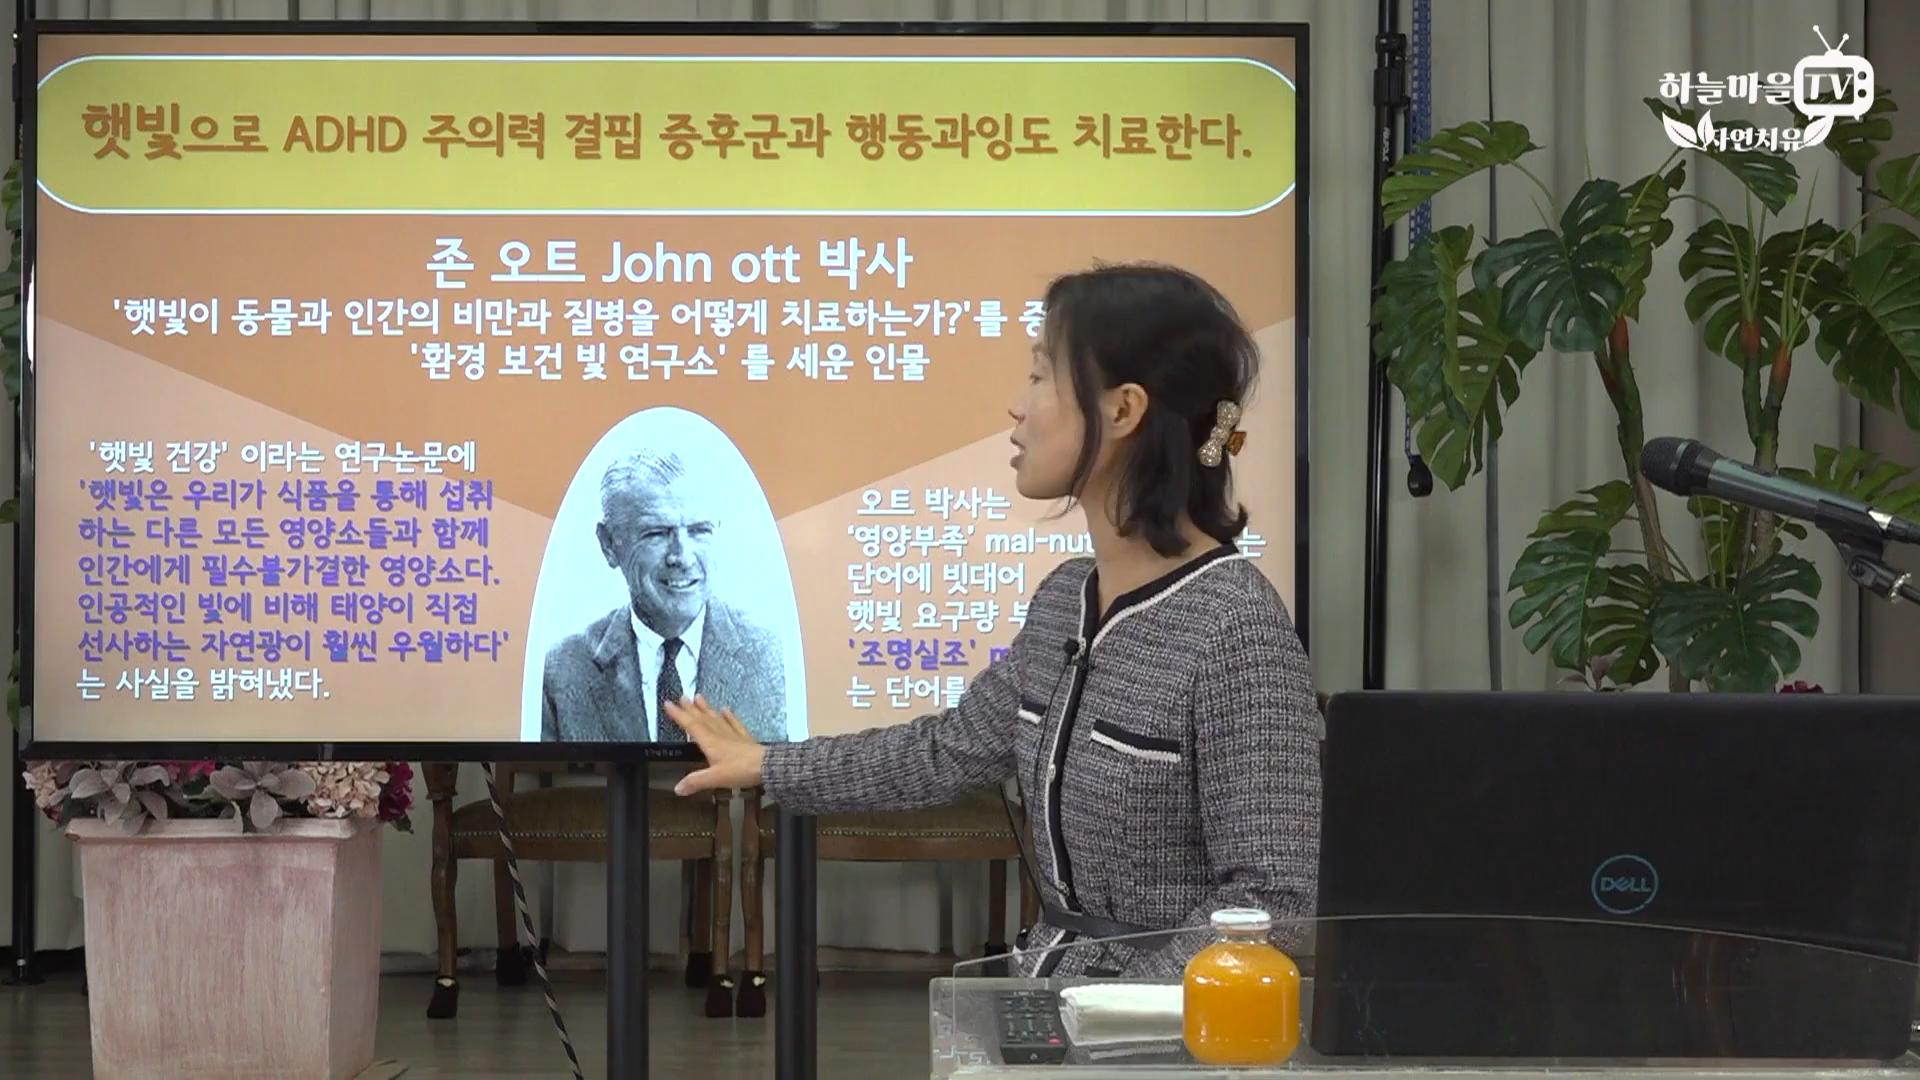 햇빛으로 ADHD 주의력 결핍 증후군과 행동과잉도 치료한다.
존 오트 John ott 박사
'햇빛이 동물과 인간의 비만과 질병을 어떻게 치료하는가?'를
'환경 보건 빛 연구소' 를 세운 인물
'햇빛 건강' 이라는 연구논문에
'햇빛은 우리가 식품을 통해 섭취
하는 다른 모든 영양소들과 함께
인간에게 필수불가결한 영양소다.
인공적인 빛에 비해 태양이 직접
선사하는 자연광이 훨씬 우월하다'
는 사실을 밝혀냈다.
오트 박사는
'영양부족' mal-nut 는
단어에 빗대어
햇빛 요구량
'조명실조'
는 단어를
하늘마을 TV
자연치유
DELL